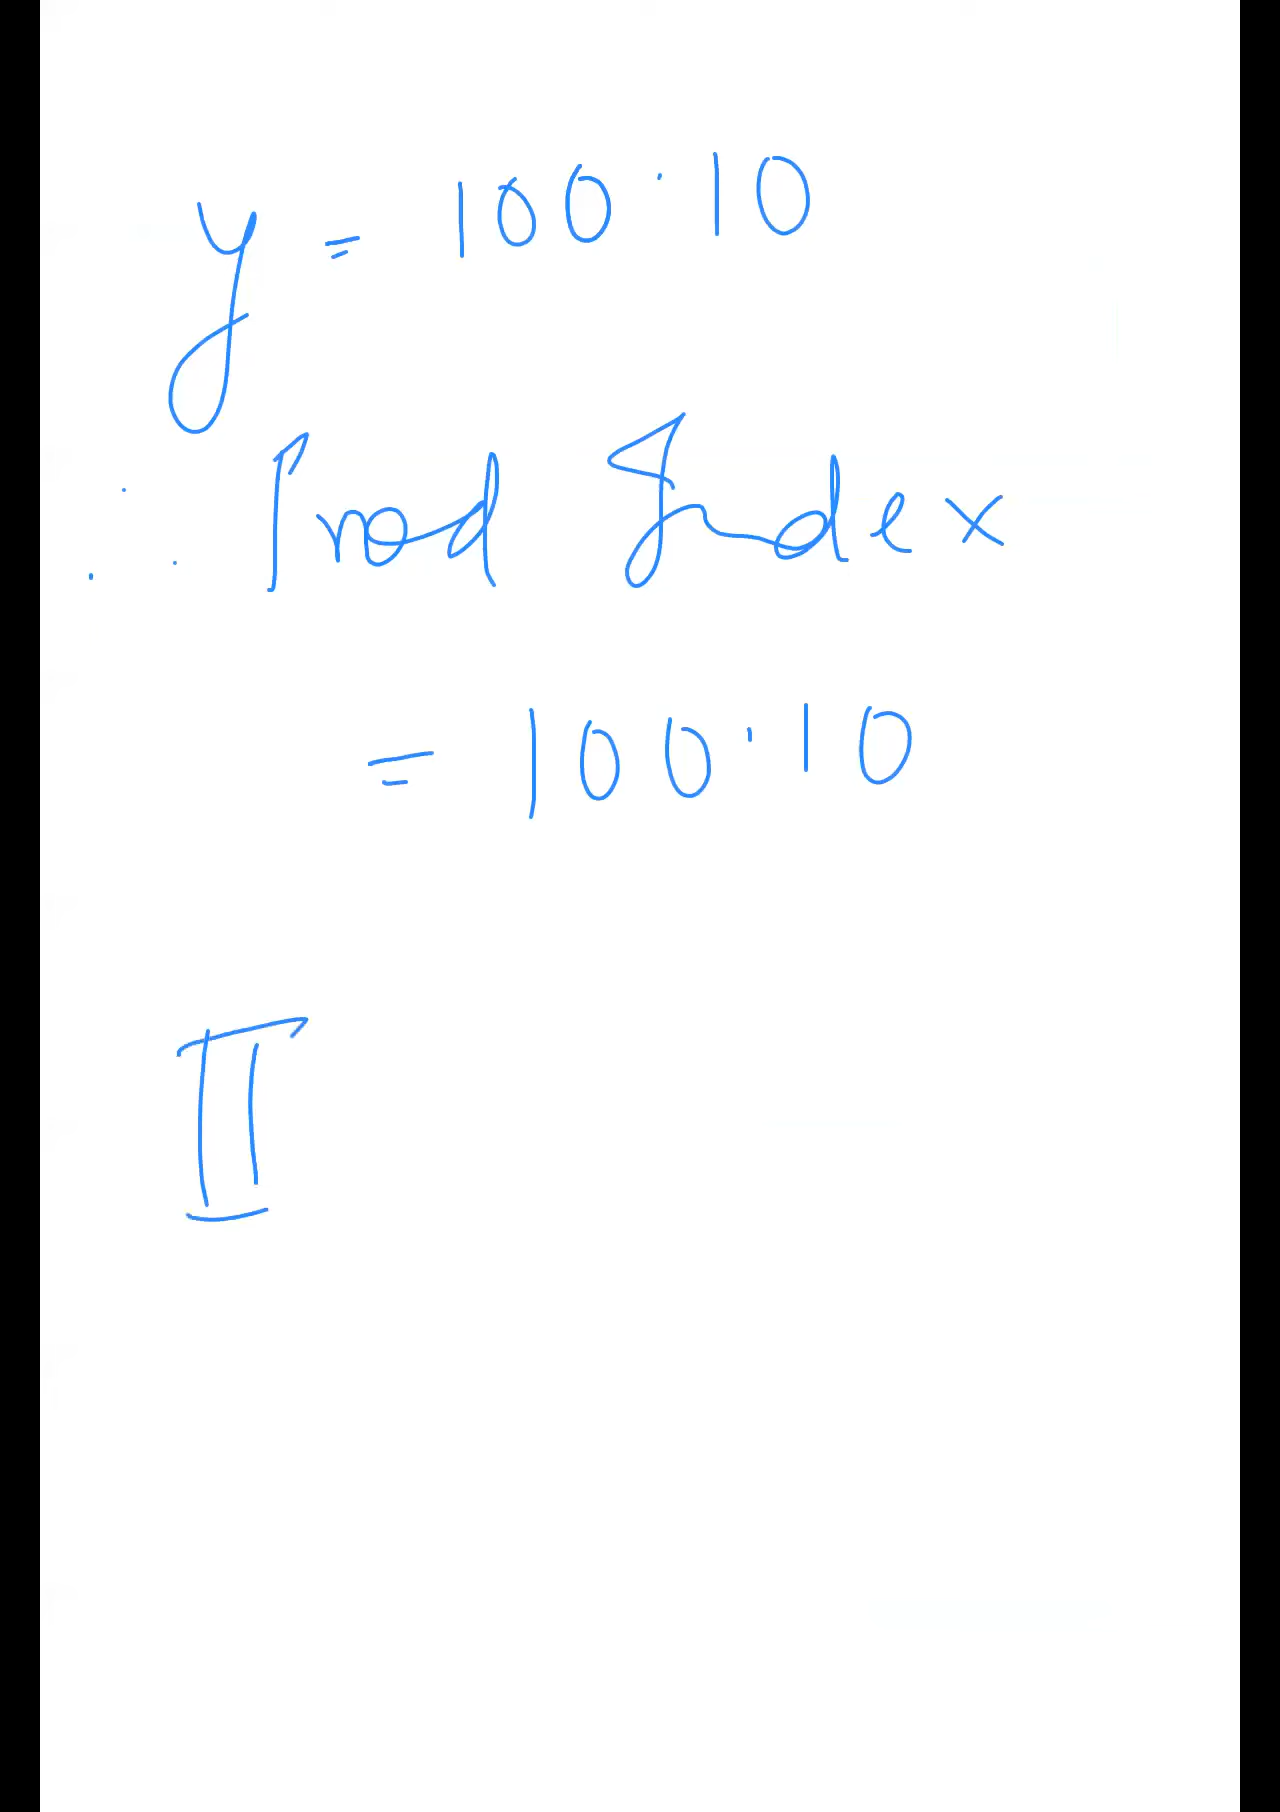 y = 100·10
∴ Prod Index
= 100·10
II